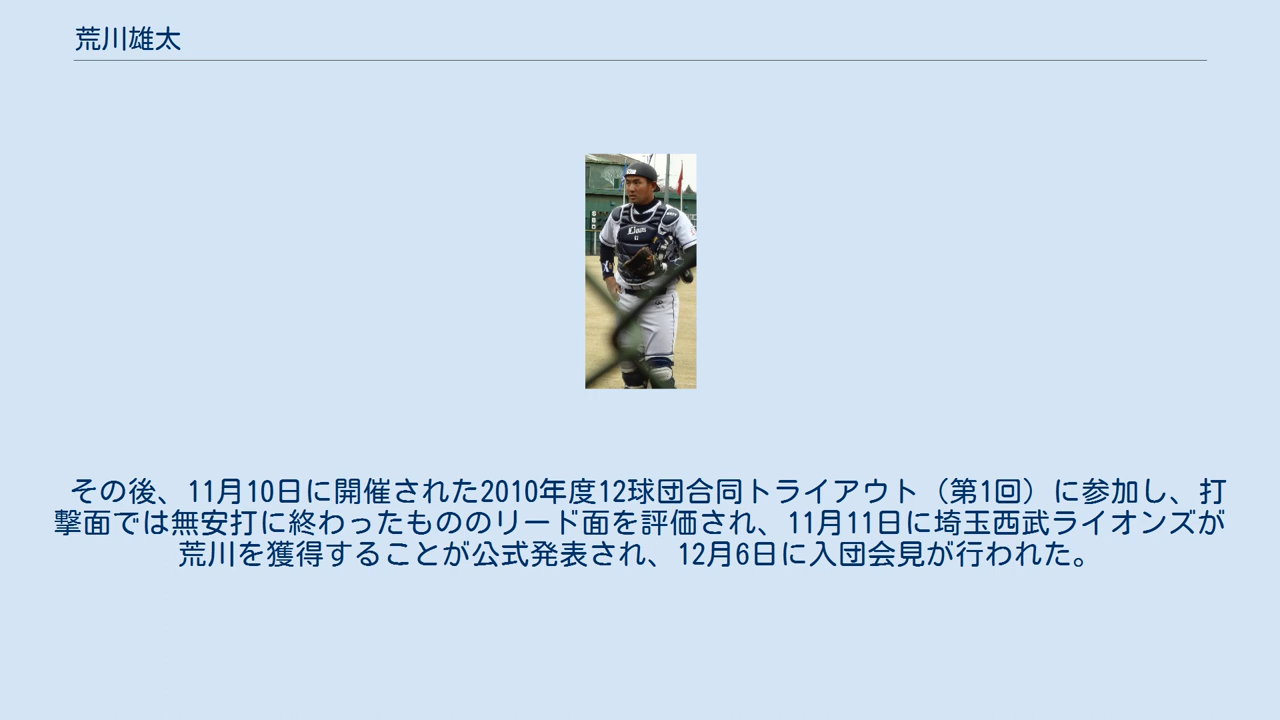 荒川雄太
Lions
その後、11月10日に開催された2010年度12球団合同トライアウト（第1回）に参加し、打
撃面では無安打に終わったもののリード面を評価され、11月11日に埼玉西武ライオンズが
荒川を獲得することが公式発表され、12月6日に入団会見が行われた。